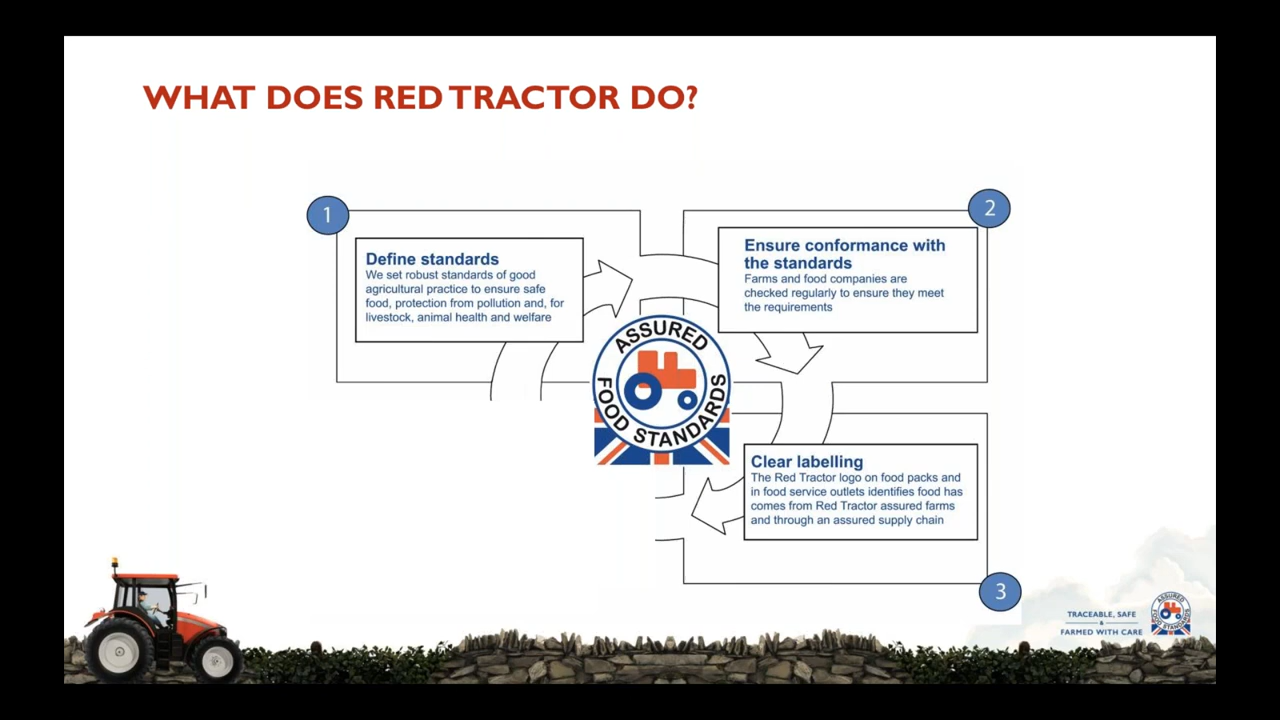 WHAT DOES RED TRACTOR DO?
1
Define standards
We set robust standards of good
agricultural practice to ensure safe
food, protection from pollution and, for
livestock, animal health and welfare
2
Ensure conformance with
the standards
Farms and food companies are
checked regularly to ensure they meet
the requirements
ASSURED
FOOD STANDARDS
Clear labelling
The Red Tractor logo on food packs and
in food service outlets identifies food has
comes from Red Tractor assured farms
and through an assured supply chain
3
TRACEABLE, SAFE
&
FARMED WITH CARE
ASSURED
FOOD STANDARDS